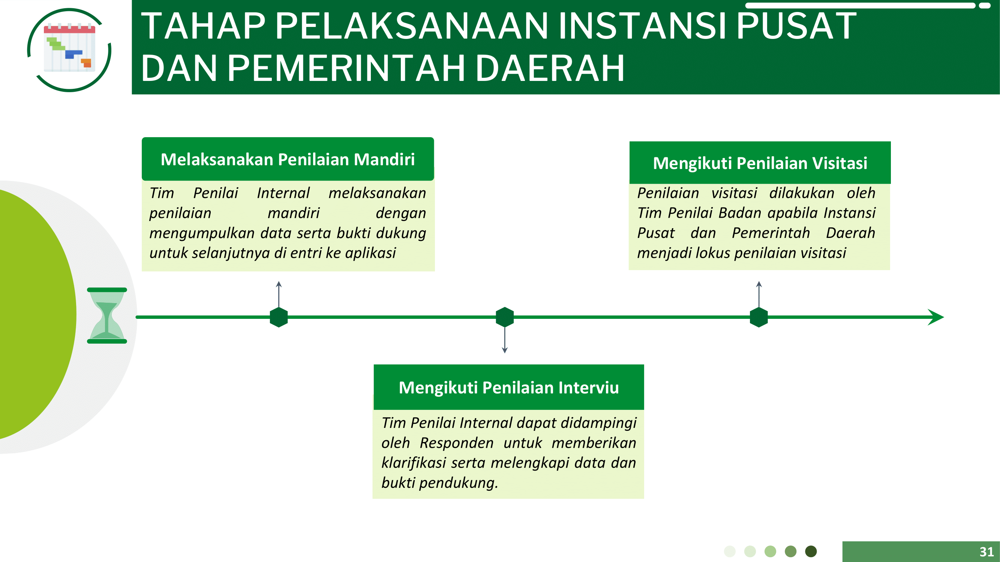 TAHAP PELAKSANAAN INSTANSI PUSAT
DAN PEMERINTAH DAERAH
Melaksanakan Penilaian Mandiri
Tim Penilai Internal melaksanakan
penilaian mandiri dengan
mengumpulkan data serta bukti dukung
untuk selanjutnya di entri ke aplikasi
Mengikuti Penilaian Interviu
Tim Penilai Internal dapat didampingi
oleh Responden untuk memberikan
klarifikasi serta melengkapi data dan
bukti pendukung.
Mengikuti Penilaian Visitasi
Penilaian visitasi dilakukan oleh
Tim Penilai Badan apabila Instansi
Pusat dan Pemerintah Daerah
menjadi lokus penilaian visitasi
31